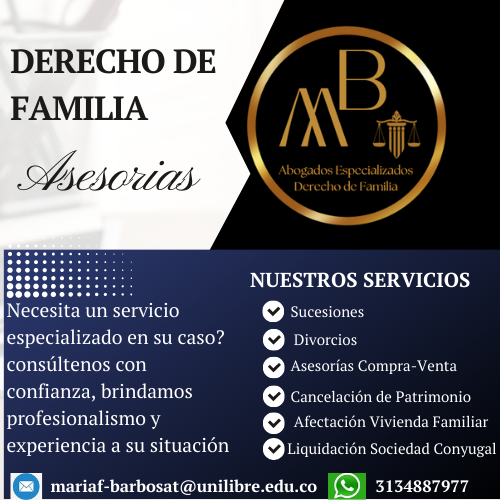 DERECHO DE
FAMILIA
Asesorias
MB
Abogados Especializados
Derecho de Familia
Necesita un servicio
especializado en su caso?
consúltenos con
confianza, brindamos
profesionalismo y
experiencia a su situación
NUESTROS SERVICIOS
Sucesiones
Divorcios
Asesorías Compra-Venta
Cancelación de Patrimonio
Afectación Vivienda Familiar
Liquidación Sociedad Conyugal
mariaf-barbosat@unilibre.edu.co
3134887977